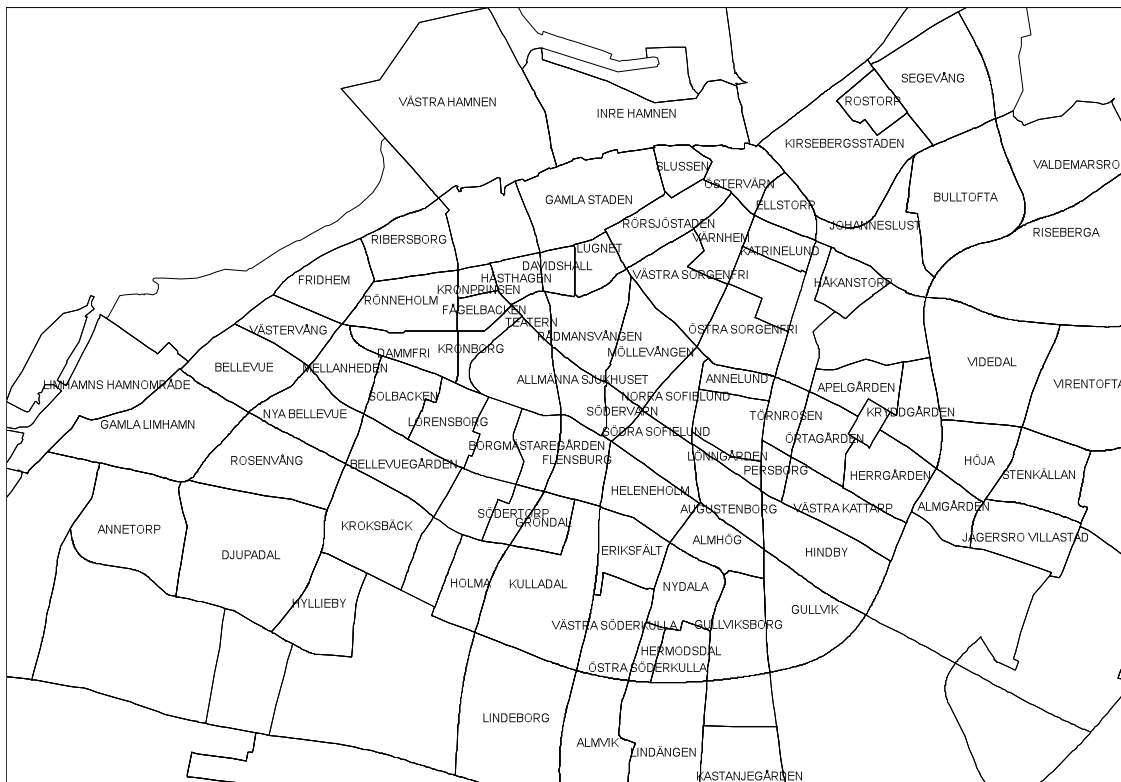 SEGEVÅNG
VÄSTRA HAMNEN
ROSTORP
INRE HAMNEN
KIRSEBERGSSTADEN
VALDEMARSRO
SLUSSEN
ÖSTERVÄRN
GAMLA STADEN
BULLTOFTA
ELLSTORP
RÖRSJÖSTADEN
JOHANNESLUST
RISEBERGA
RIBERSBORG
VÄRNHEM
LUGNET
KATRINELUND
DAVIDSHALL
VÄSTRA SORGENFRI
FRIDHEM
HÄSTHAGEN
HÅKANSTORP
KRONPRINSEN
RÖNNEHOLM
FÅGELBACKEN
TEATERN
VÄSTERVÅNG
ÖSTRA SORGENFRI
RÅDMANSVÅNGEN
KRONBORG
DAMMFRI
MÖLLEVÅNGEN
VIDEDAL
BELLEVUE
MELLANHEDEN
ALLMÄNNA SJUKHUSET
ANNELUND
LIMHAMNS HAMNOMRÅDE
VIRENTOFTA
APELGÅRDEN
SOLBACKEN
NORRA SOFIELUND
SÖDERVÄRN
KRYDDGÅRDEN
NYA BELLEVUE
TÖRNROSEN
GAMLA LIMHAMN
LORENSBORG
SÖDRA SOFIELUND
ÖRTAGÅRDEN
BORGMÄSTAREGÅRDEN
LÖNNGÅRDEN
ROSENVÅNG
FLENSBURG
HÖJA
BELLEVUEGÅRDEN
PERSBORG
HERRGÅRDEN
STENKÄLLAN
HELENEHOLM
ALMGÅRDEN
AUGUSTENBORG
VÄSTRA KATTARP
SÖDERTORP
GRÖNDAL
KROKSBÄCK
ANNETORP
JÄGERSRO VILLASTAD
ALMHÖG
ERIKSFÄLT
HINDBY
DJUPADAL
HOLMA
KULLADAL
NYDALA
HYLLIEBY
GULLVIK
VÄSTRA SÖDERKULLA
GULLVIKSBORG
HERMODSDAL
ÖSTRA SÖDERKULLA
LINDEBORG
ALMVIK
LINDÄNGEN
KASTANJEGÅRDEN